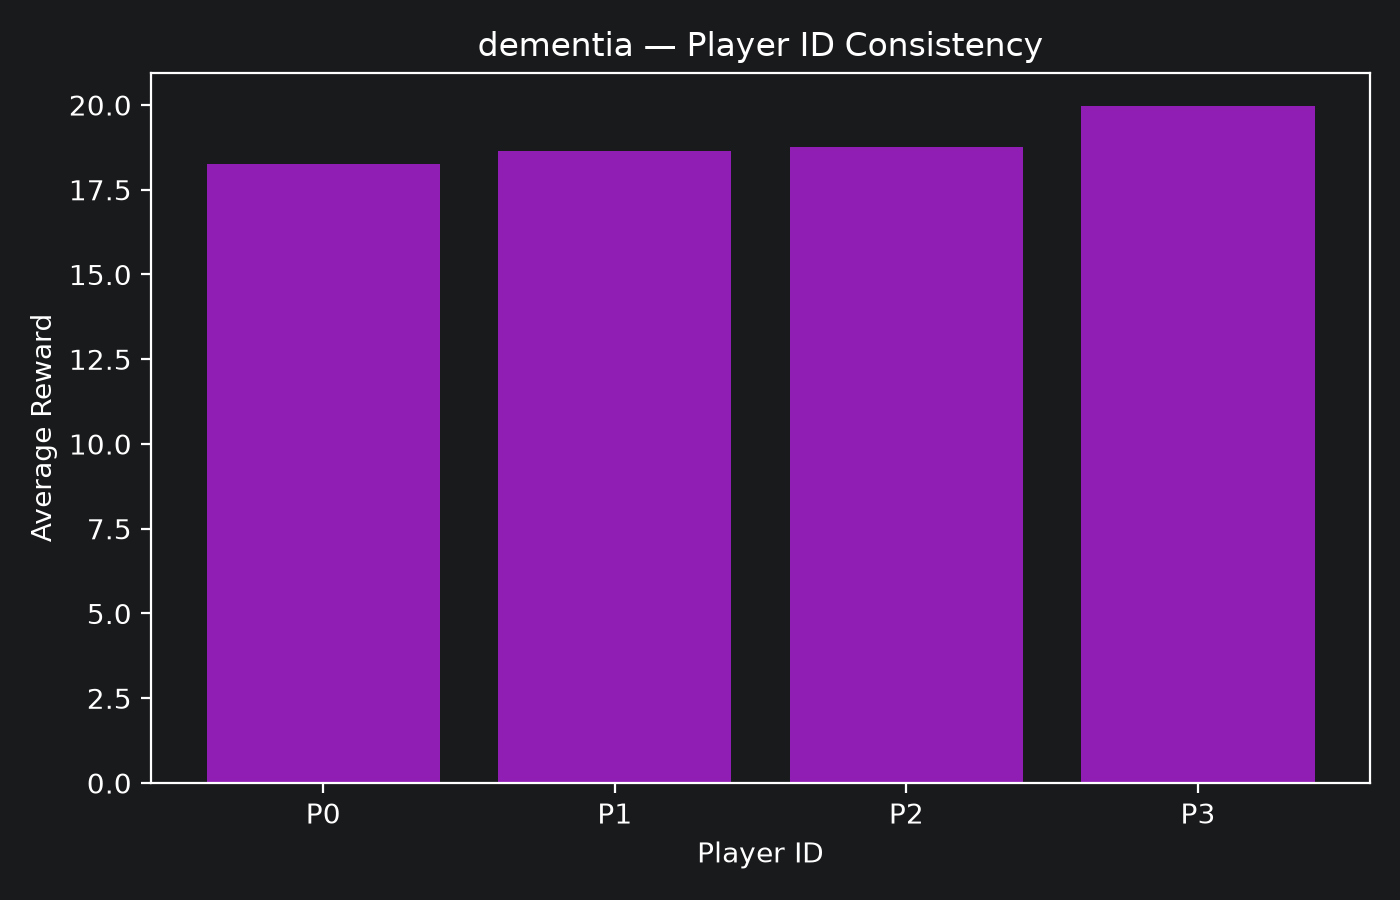 dementia — Player ID Consistency
Average Reward
20.0
17.5
15.0
12.5
10.0
7.5
5.0
2.5
0.0
P0 P1 P2 P3
Player ID